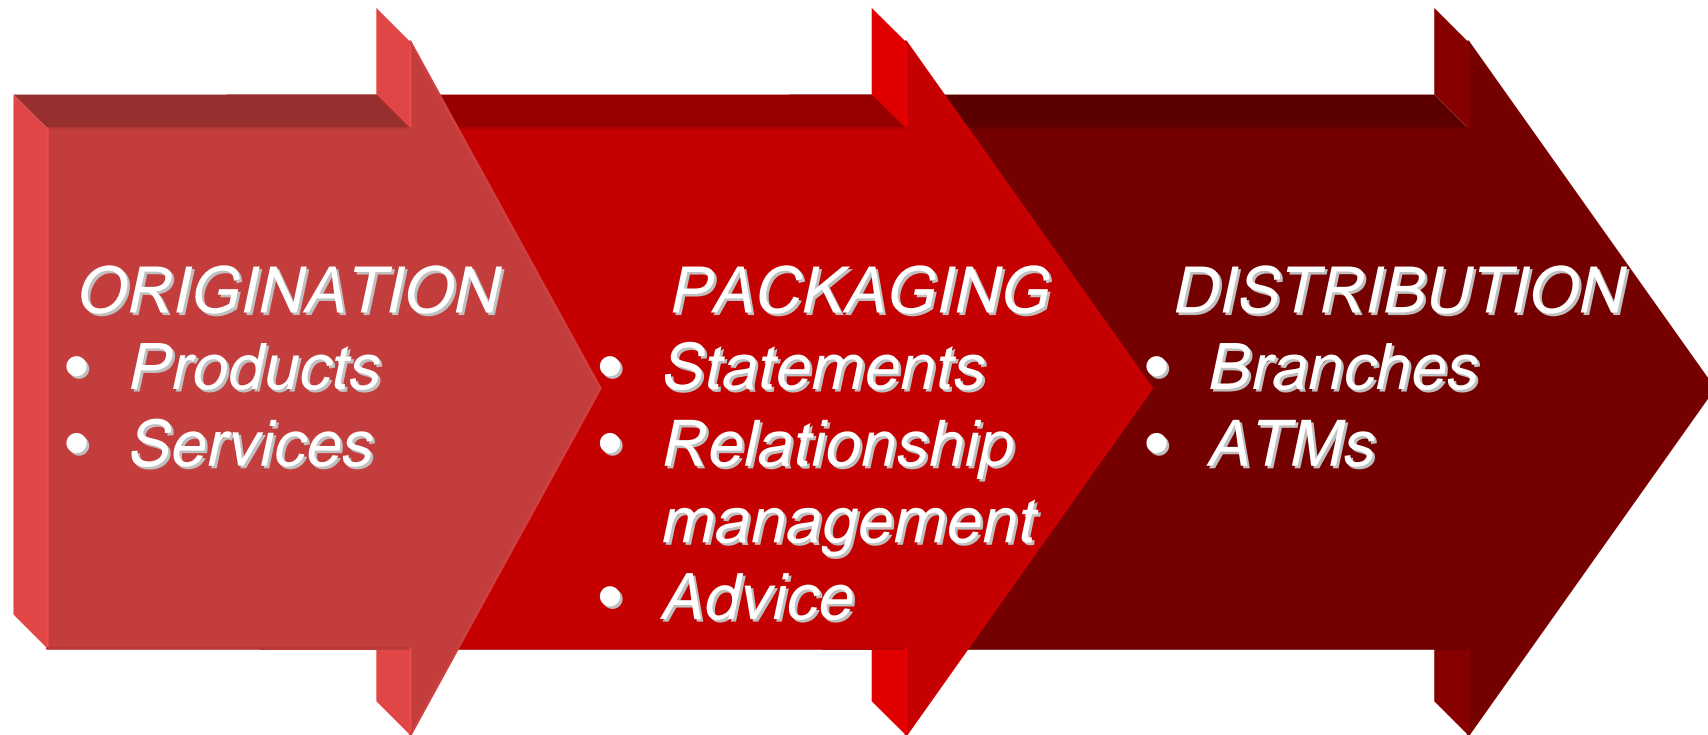 ORIGINATION
• Products
• Services
PACKAGING
• Statements
• Relationship
management
• Advice
DISTRIBUTION
• Branches
• ATMs